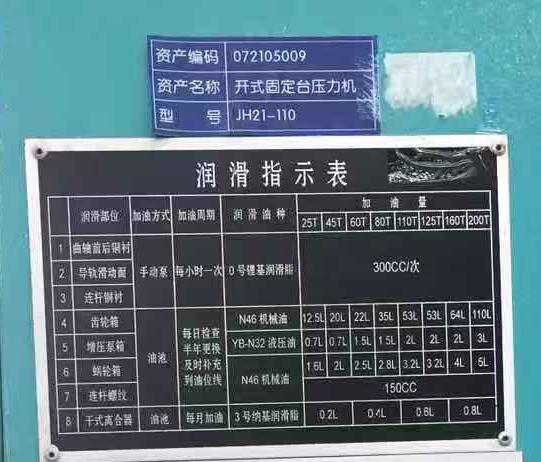 资产编码 072105009
资产名称 开式固定台压力机
型 号 JH21-110
润滑指示表
润滑部位 加油方式 加油周期 润滑油种 加油量
25T 45T 60T 80T 110T 125T 160T 200T
1 曲轴前后铜衬
2 导轨滑动面 手动泵 每小时一次 0号锂基润滑脂 300CC/次
3 连杆铜衬
4 齿轮箱 N46机械油 12.5L 20L 22L 35L 53L 53L 64L 110L
5 增压泵箱 YB-N32液压油 0.7L 0.7L 1.5L 1.5L 2L 2L 2L 3L
油池 每日检查半年更换及时补充到油位线
6 蜗轮箱 N46机械油 1.6L 2L 2.5L 2.8L 3.2L 3.2L 4L 5L
7 连杆螺纹 150CC
8 干式离合器 油池 每月加油 3号纳基润滑脂 0.2L 0.4L 0.6L 0.8L